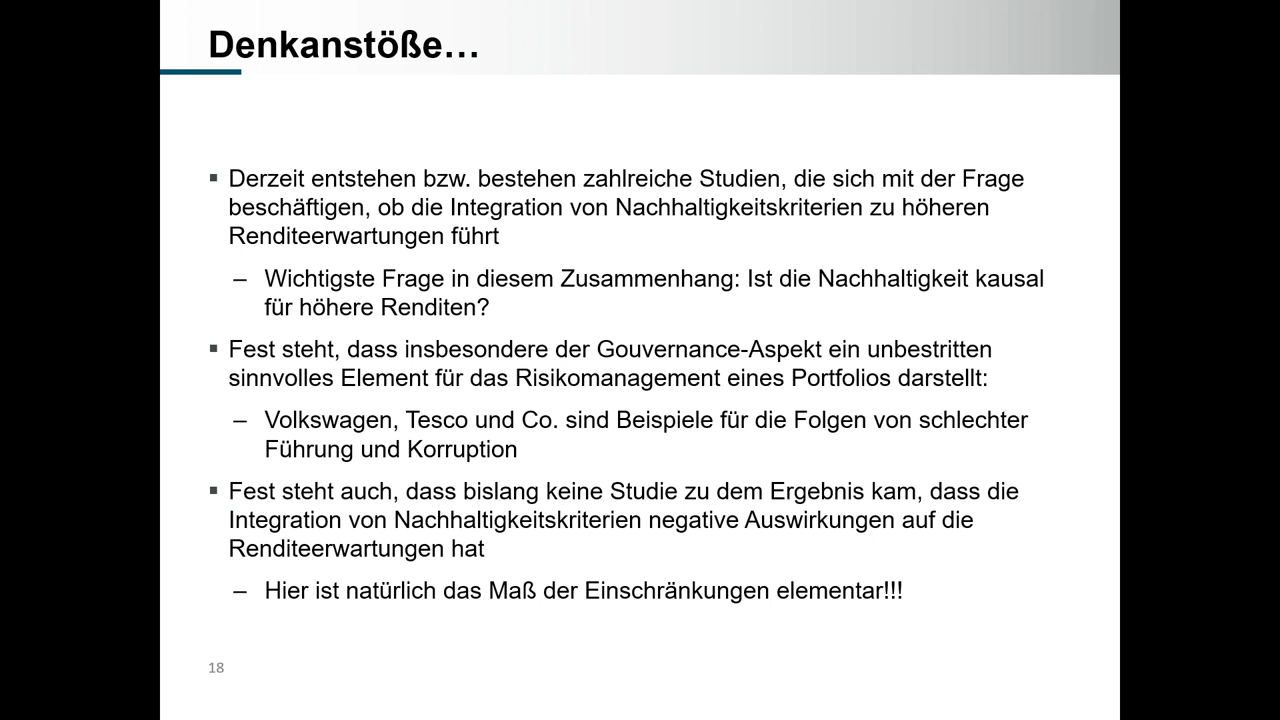 Denkanstöße…
▪ Derzeit entstehen bzw. bestehen zahlreiche Studien, die sich mit der Frage
beschäftigen, ob die Integration von Nachhaltigkeitskriterien zu höheren
Renditeerwartungen führt
– Wichtigste Frage in diesem Zusammenhang: Ist die Nachhaltigkeit kausal
für höhere Renditen?
▪ Fest steht, dass insbesondere der Gouvernance-Aspekt ein unbestritten
sinnvolles Element für das Risikomanagement eines Portfolios darstellt:
– Volkswagen, Tesco und Co. sind Beispiele für die Folgen von schlechter
Führung und Korruption
▪ Fest steht auch, dass bislang keine Studie zu dem Ergebnis kam, dass die
Integration von Nachhaltigkeitskriterien negative Auswirkungen auf die
Renditeerwartungen hat
– Hier ist natürlich das Maß der Einschränkungen elementar!!!
18